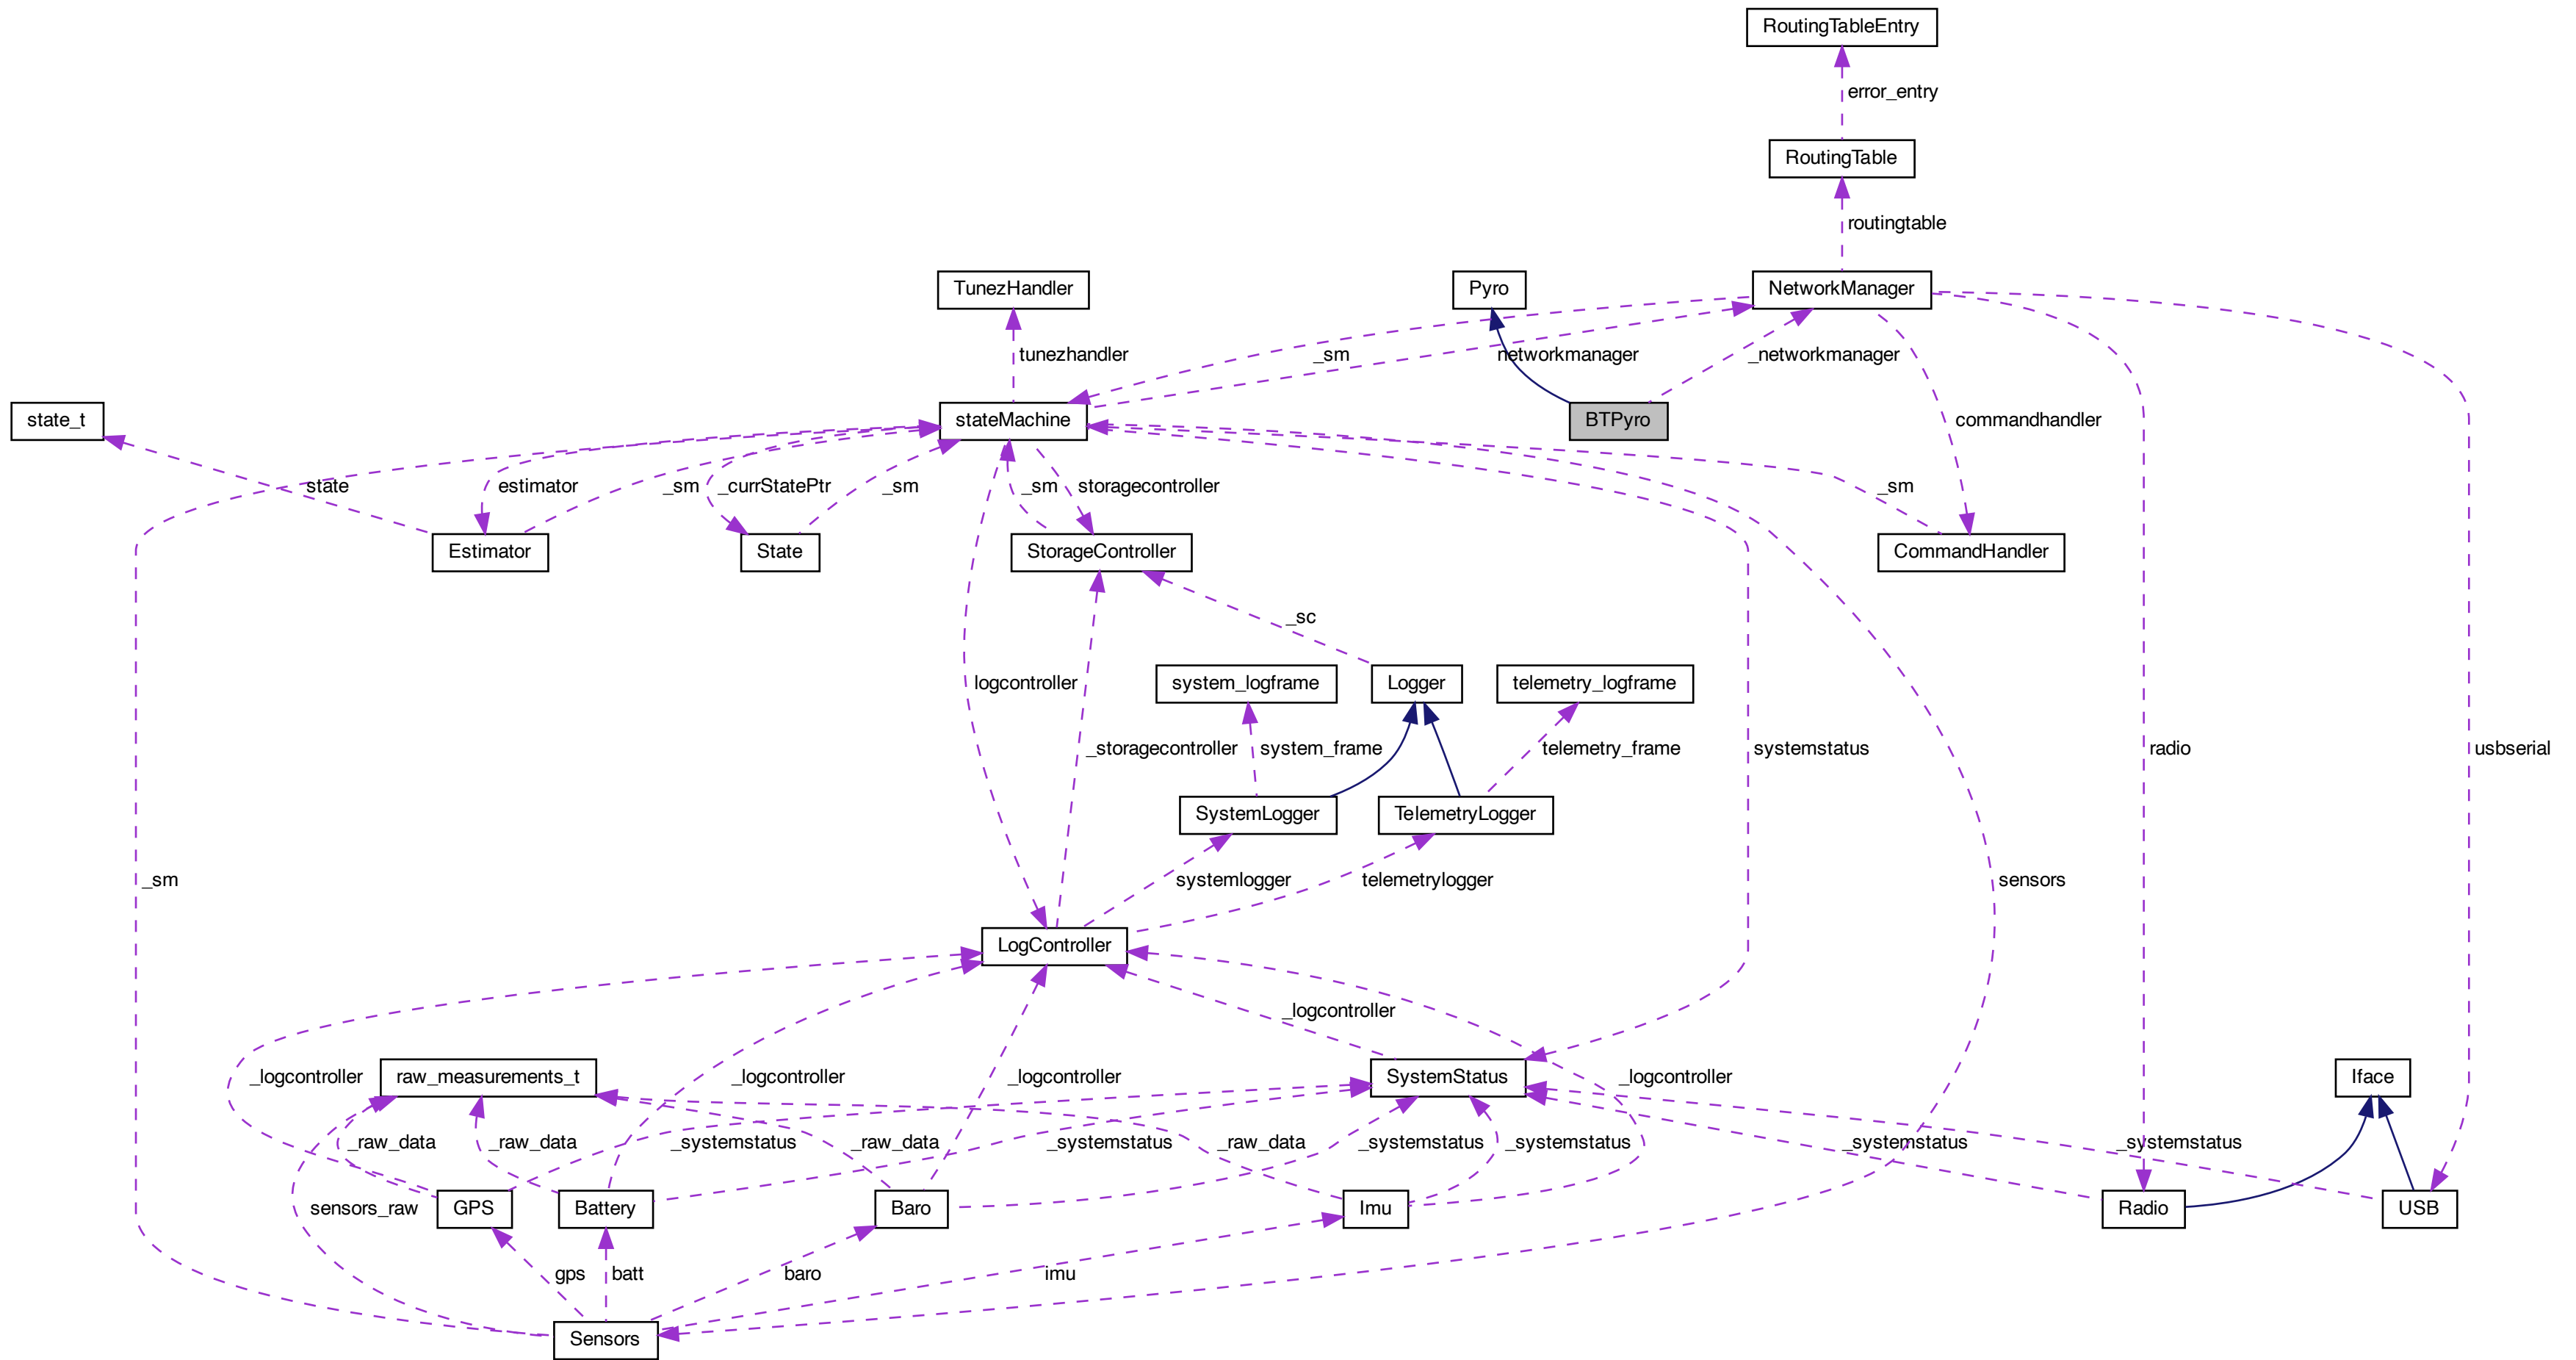 RoutingTableEntry
error_entry
RoutingTable
routingtable
TunezHandler
Pyro
NetworkManager
tunezhandler
_sm
networkmanager
_networkmanager
state_t
stateMachine
BTPyro
commandhandler
state
estimator
_sm
_currStatePtr
_sm
_sm
storagecontroller
_sm
Estimator
State
StorageController
CommandHandler
_sc
logcontroller
system_logframe
Logger
telemetry_logframe
_storagecontroller
system_frame
telemetry_frame
systemstatus
radio
usbserial
SystemLogger
TelemetryLogger
_sm
systemlogger
telemetrylogger
sensors
LogController
_logcontroller
_logcontroller
raw_measurements_t
_logcontroller
_logcontroller
SystemStatus
_logcontroller
Iface
_raw_data
_raw_data
_systemstatus
_raw_data
_systemstatus
_raw_data
_systemstatus
_systemstatus
_systemstatus
_systemstatus
sensors_raw
GPS
Battery
Baro
Imu
Radio
USB
gps
batt
baro
imu
Sensors